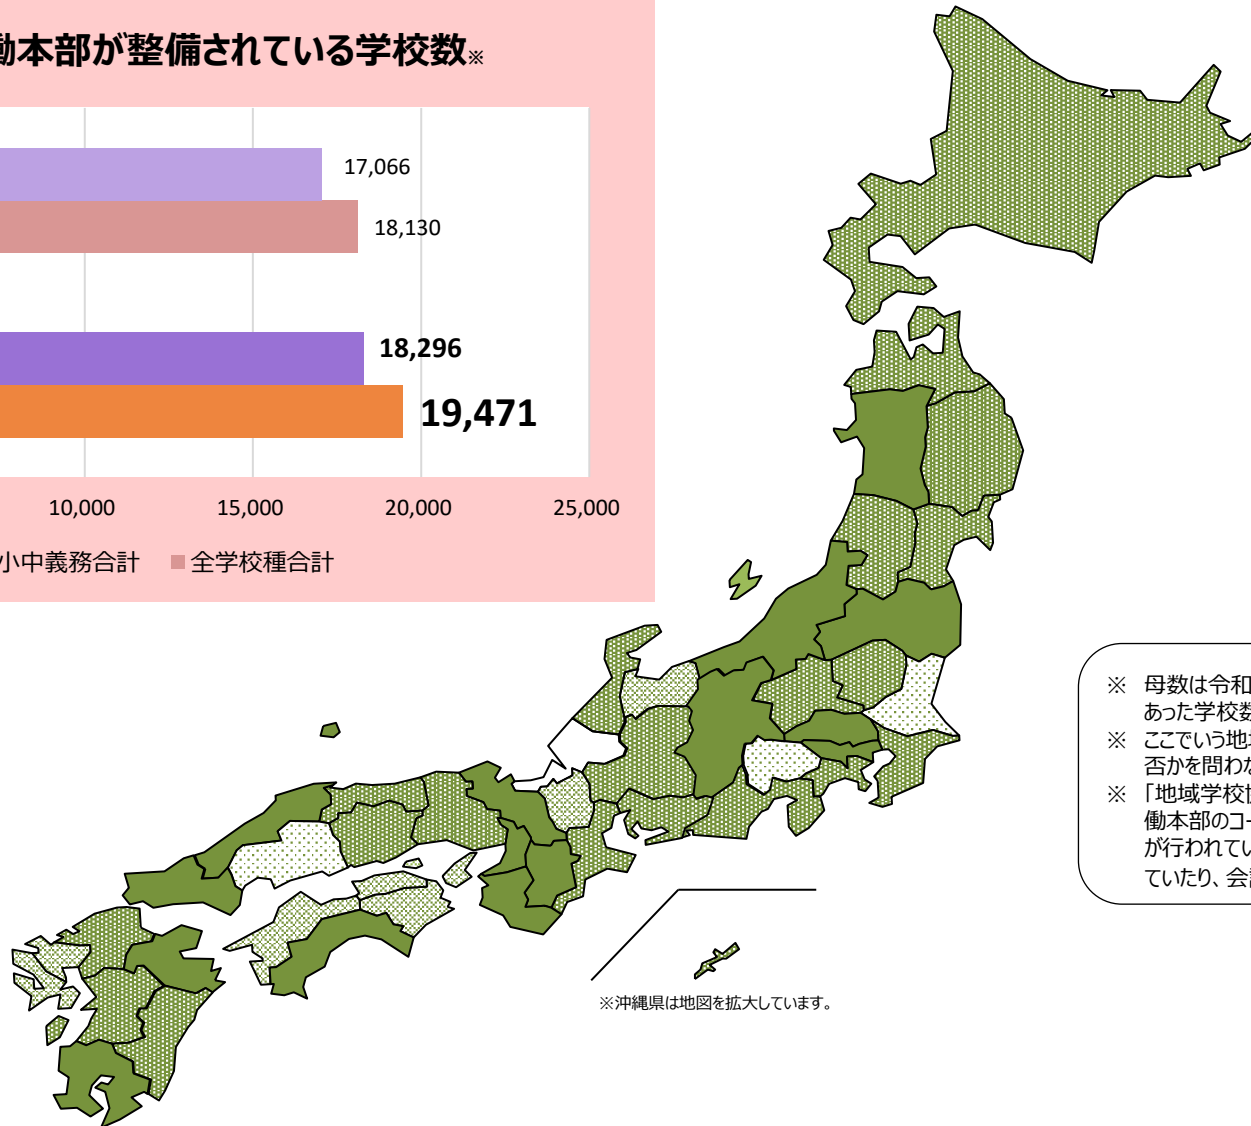 働本部が整備されている学校数※
17,066
18,130
18,296
19,471
10,000 15,000 20,000 25,000
小中義務合計 全学校種合計
※ 母数は令和
あった学校数
※ ここでいう地
否かを問わな
※ 「地域学校
働本部のコー
が行われてい
ていたり、会
※沖縄県は地図を拡大しています。